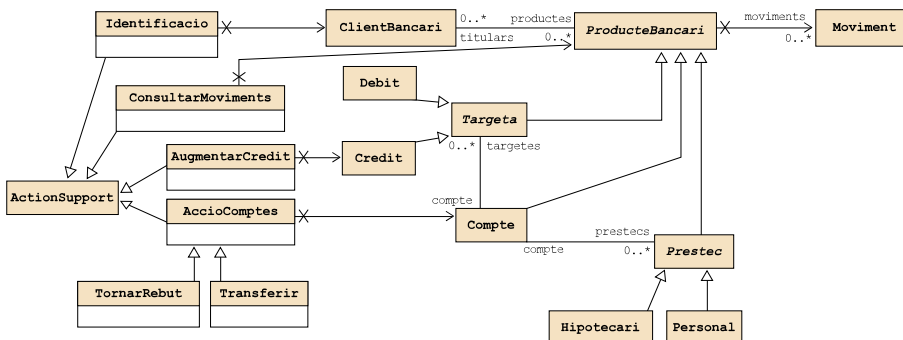 Identificacio
ClientBancari
0..*
productes
titulars
0..*
ProducteBancari
moviments
0..*
Moviment
ConsultarMoviments
Debit
Targeta
0..*
targetes
AugmentarCredit
Credit
ActionSupport
AccioComptes
compte
Compte
compte
prestecs
0..*
Prestec
TornarRebut
Transferir
Hipotecari
Personal